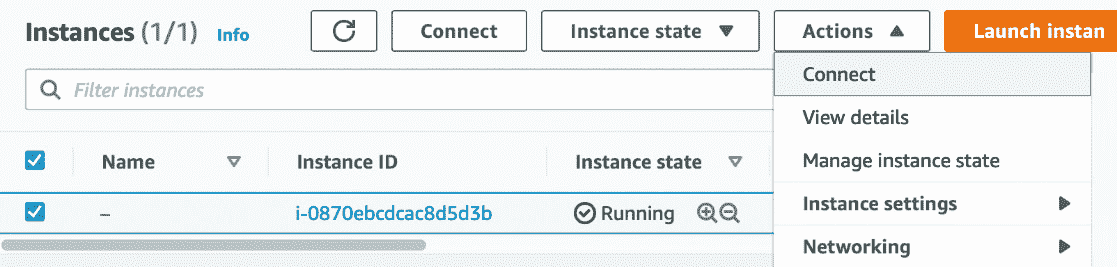 Instances (1/1) Info Connect Instance state Actions Launch instan
Filter instances
Connect
View details
Name Instance ID Instance state
Manage instance state
– i-0870ebcdcac8d5d3b Running
Instance settings
Networking